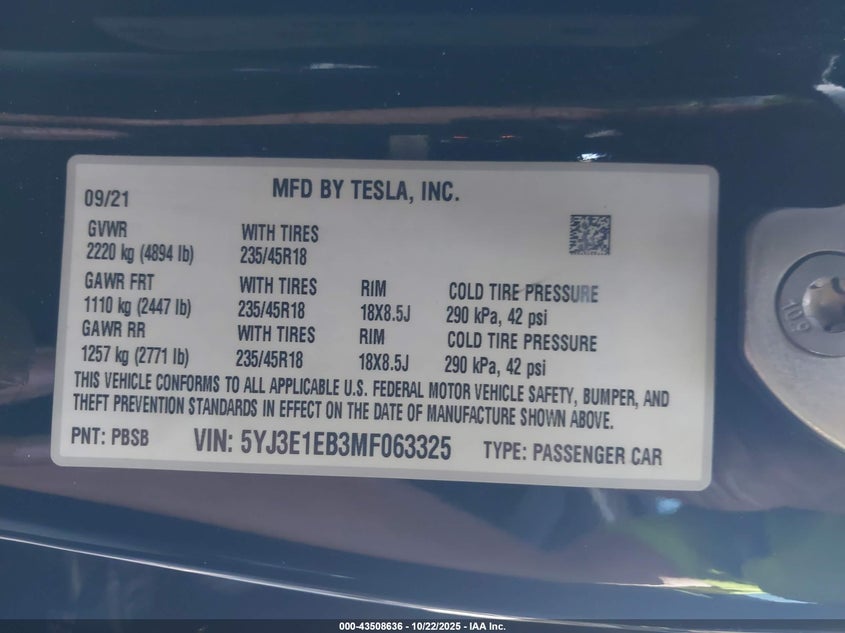 09/21
MFD BY TESLA, INC.
GVWR
WITH TIRES
2220 kg (4894 lb)
235/45R18
GAWR FRT
WITH TIRES
RIM
COLD TIRE PRESSURE
1110 kg (2447 lb)
235/45R18
18X8.5J
290 kPa, 42 psi
GAWR RR
WITH TIRES
RIM
COLD TIRE PRESSURE
1257 kg (2771 lb)
235/45R18
18X8.5J
290 kPa, 42 psi
THIS VEHICLE CONFORMS TO ALL APPLICABLE U.S. FEDERAL MOTOR VEHICLE SAFETY, BUMPER, AND
THEFT PREVENTION STANDARDS IN EFFECT ON THE DATE OF MANUFACTURE SHOWN ABOVE.
PNT: PBSB
VIN: 5YJ3E1EB3MF063325
TYPE: PASSENGER CAR
10.9
000-43508636 - 10/22/2025 - IAA Inc.